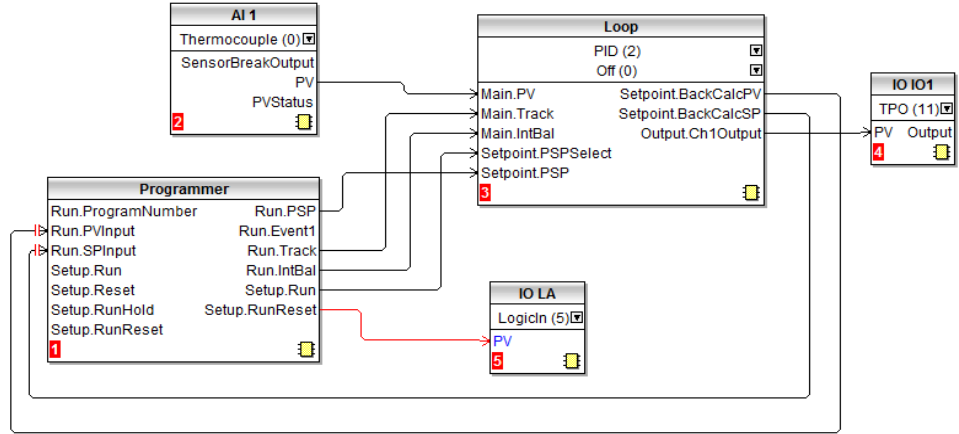 AI 1
Thermocouple (0)
SensorBreakOutput
PV
PVStatus
2
Loop
PID (2)
Off (0)
Main.PV Setpoint.BackCalcPV
Main.Track Setpoint.BackCalcSP
Main.IntBal Output.Ch1Output
Setpoint.PSPSelect
Setpoint.PSP
3
IO IO1
TPO (11)
PV Output
4
Programmer
Run.ProgramNumber Run.PSP
Run.PVInput Run.Event1
Run.SPInput Run.Track
Setup.Run Run.IntBal
Setup.Reset Setup.Run
Setup.RunHold Setup.RunReset
Setup.RunReset
1
IO LA
LogicIn (5)
PV
5